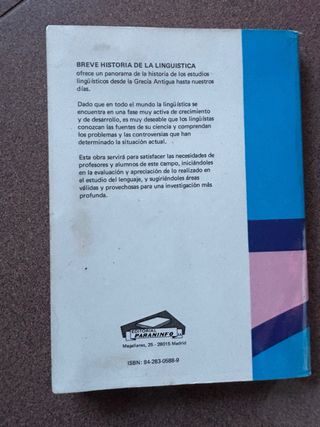 BREVE HISTORIA DE LA LINGUISTICA
ofrece un panorama de la historia de los estudios
lingüísticos desde la Grecia Antigua hasta nuestros
días.
Dado que en todo el mundo la lingüística se
encuentra en una fase muy activa de crecimiento
y de desarrollo, es muy deseable que los lingüistas
conozcan las fuentes de su ciencia y comprendan
los problemas y las controversias que han
determinado la situación actual.
Esta obra servirá para satisfacer las necesidades de
profesores y alumnos de este campo, iniciándoles
en la evaluación y apreciación de lo realizado en
el estudio del lenguaje, y sugiriéndoles áreas
válidas y provechosas para una investigación más
profunda.
EDITORIAL
PARANINFO
Magallanes, 25 - 28015 Madrid
ISBN: 84-283-0588-9